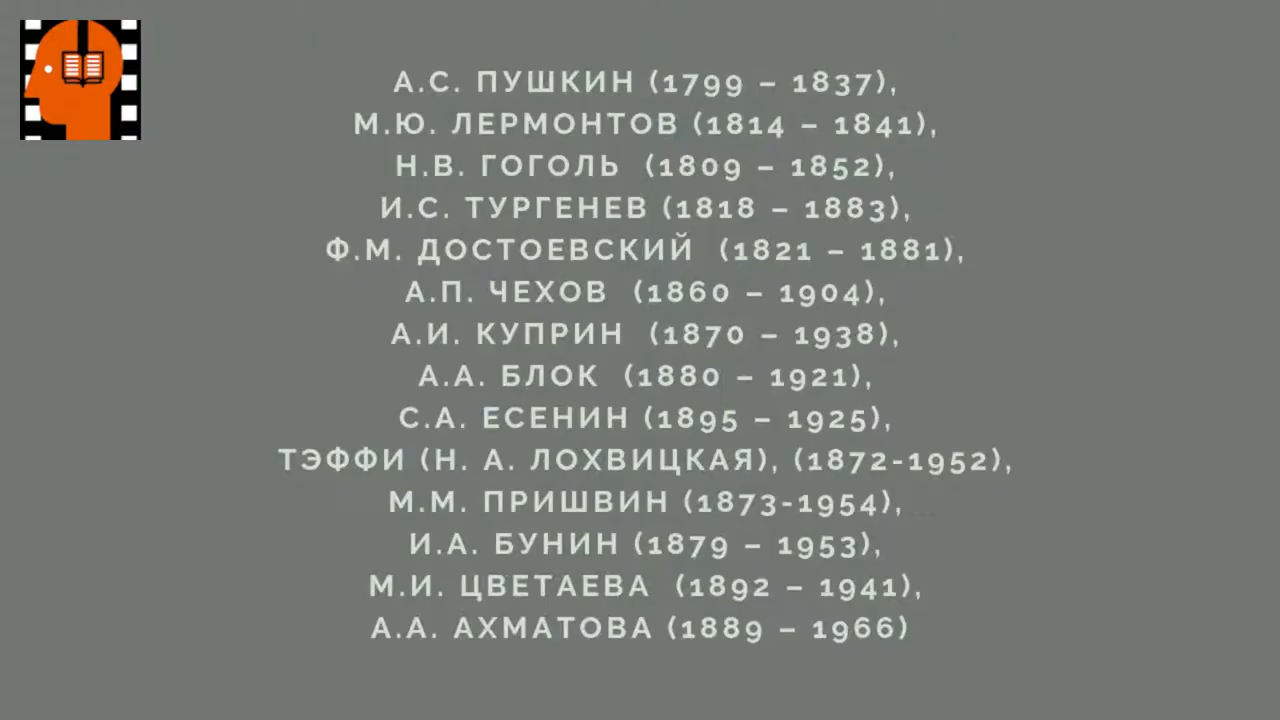 А.С. ПУШКИН (1799 – 1837),
М.Ю. ЛЕРМОНТОВ (1814 – 1841),
Н.В. ГОГОЛЬ (1809 – 1852),
И.С. ТУРГЕНЕВ (1818 – 1883),
Ф.М. ДОСТОЕВСКИЙ (1821 – 1881),
А.П. ЧЕХОВ (1860 – 1904),
А.И. КУПРИН (1870 – 1938),
А.А. БЛОК (1880 – 1921),
С.А. ЕСЕНИН (1895 – 1925),
ТЭФФИ (Н. А. ЛОХВИЦКАЯ), (1872-1952),
М.М. ПРИШВИН (1873-1954),
И.А. БУНИН (1879 – 1953),
М.И. ЦВЕТАЕВА (1892 – 1941),
А.А. АХМАТОВА (1889 – 1966)